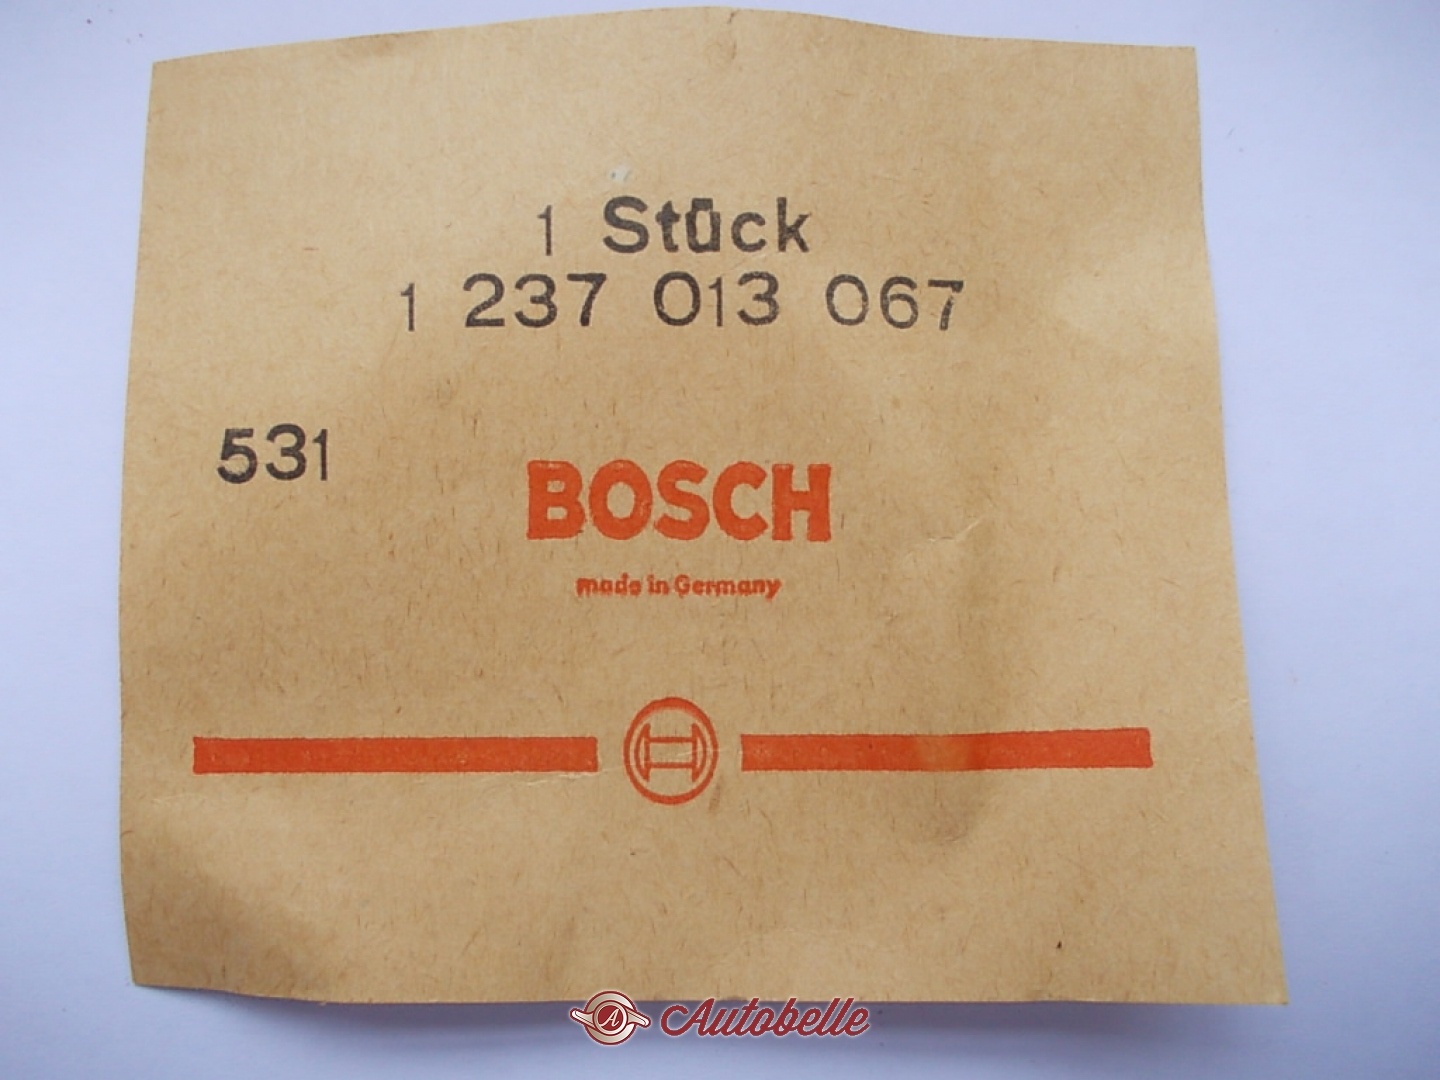 1 Stück
1 237 013 067
531
BOSCH
made in Germany
A Autobelle